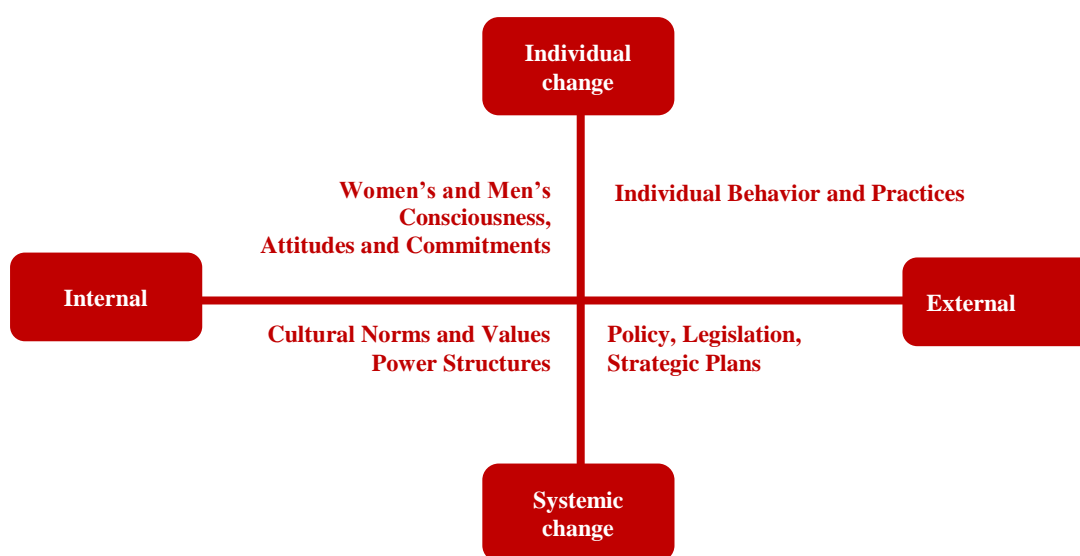 Individual
change
Women’s and Men’s
Consciousness,
Attitudes and Commitments
Individual Behavior and Practices
Internal
External
Cultural Norms and Values
Power Structures
Policy, Legislation,
Strategic Plans
Systemic
change